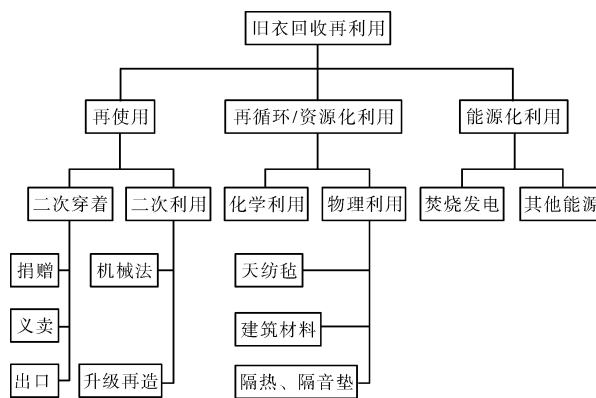 旧衣回收再利用
再使用
再循环/资源化利用
能源化利用
二次穿着
二次利用
化学利用
物理利用
焚烧发电
其他能源
捐赠
机械法
天纺毡
义卖
建筑材料
出口
升级再造
隔热、隔音垫